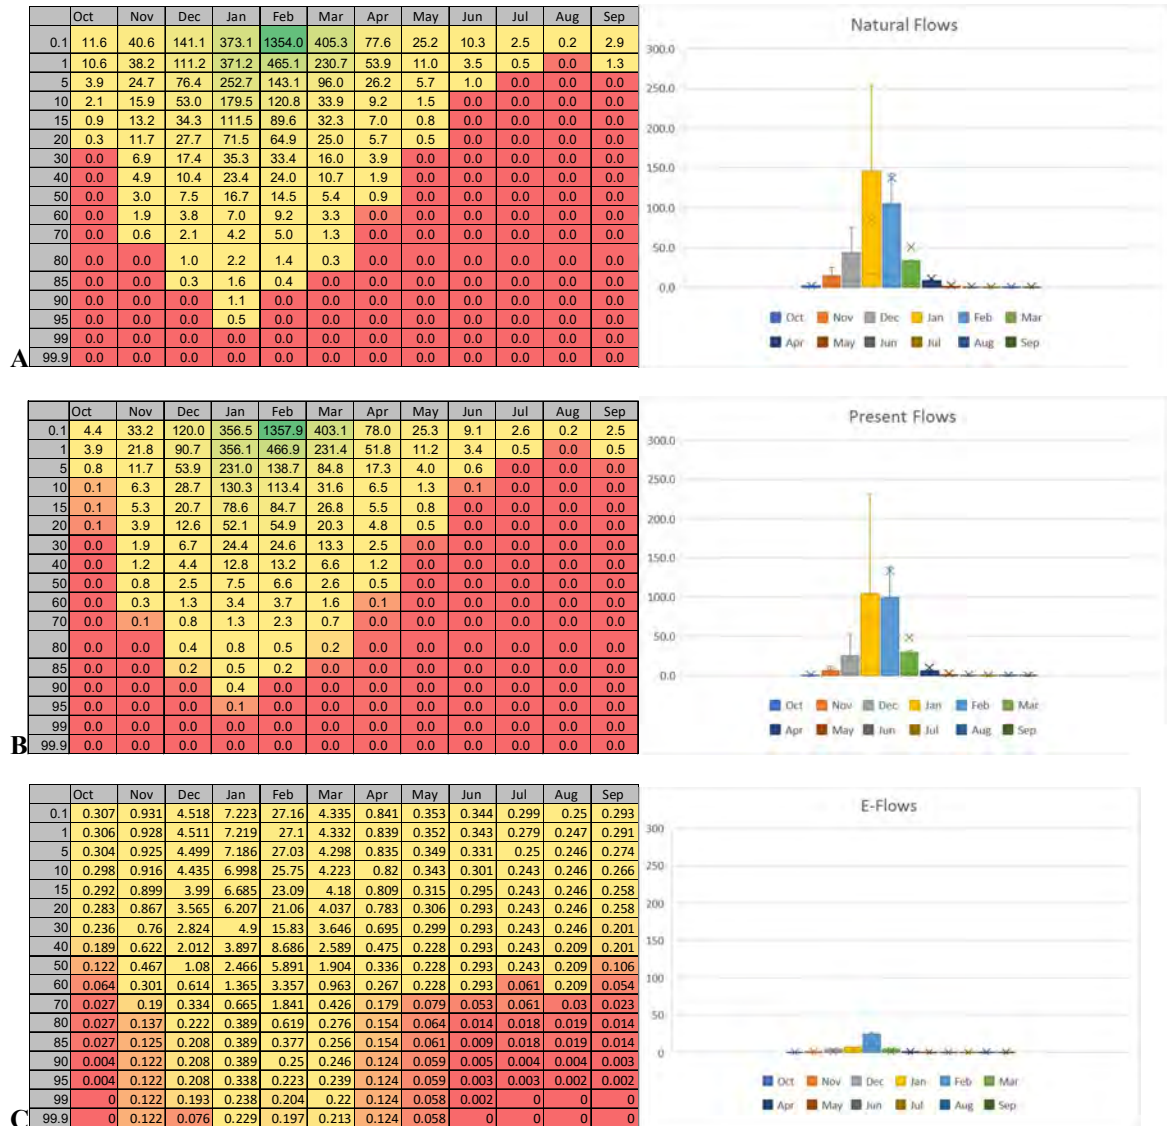 Oct Nov Dec Jan Feb Mar Apr May Jun Jul Aug Sep
0.1 11.6 40.6 141.1 373.1 1354.0 405.3 77.6 25.2 10.3 2.5 0.2 2.9
1 10.6 38.2 111.2 371.2 465.1 230.7 53.9 11.0 3.5 0.5 0.0 1.3
5 3.9 24.7 76.4 252.7 143.1 96.0 26.2 5.7 1.0 0.0 0.0 0.0
10 2.1 15.9 53.0 179.5 120.8 33.9 9.2 1.5 0.0 0.0 0.0 0.0
15 0.9 13.2 34.3 111.5 89.6 32.3 7.0 0.8 0.0 0.0 0.0 0.0
20 0.3 11.7 27.7 71.5 64.9 25.0 5.7 0.5 0.0 0.0 0.0 0.0
30 0.0 6.9 17.4 35.3 33.4 16.0 3.9 0.0 0.0 0.0 0.0 0.0
40 0.0 4.9 10.4 23.4 24.0 10.7 1.9 0.0 0.0 0.0 0.0 0.0
50 0.0 3.0 7.5 16.7 14.5 5.4 0.9 0.0 0.0 0.0 0.0 0.0
60 0.0 1.9 3.8 7.0 9.2 3.3 0.0 0.0 0.0 0.0 0.0 0.0
70 0.0 0.6 2.1 4.2 5.0 1.3 0.0 0.0 0.0 0.0 0.0 0.0
80 0.0 0.0 1.0 2.2 1.4 0.3 0.0 0.0 0.0 0.0 0.0 0.0
85 0.0 0.0 0.3 1.6 0.4 0.0 0.0 0.0 0.0 0.0 0.0 0.0
90 0.0 0.0 0.0 1.1 0.0 0.0 0.0 0.0 0.0 0.0 0.0 0.0
95 0.0 0.0 0.0 0.5 0.0 0.0 0.0 0.0 0.0 0.0 0.0 0.0
99 0.0 0.0 0.0 0.0 0.0 0.0 0.0 0.0 0.0 0.0 0.0 0.0
99.9 0.0 0.0 0.0 0.0 0.0 0.0 0.0 0.0 0.0 0.0 0.0 0.0
A
Natural Flows
300.0
250.0
200.0
150.0
100.0
50.0
0.0
Oct Nov Dec Jan Feb Mar
Apr May Jun Jul Aug Sep
Oct Nov Dec Jan Feb Mar Apr May Jun Jul Aug Sep
0.1 4.4 33.2 120.0 356.5 1357.9 403.1 78.0 25.3 9.1 2.6 0.2 2.5
1 3.9 21.8 90.7 356.1 466.9 231.4 51.8 11.2 3.4 0.5 0.0 0.5
5 0.8 11.7 53.9 231.0 138.7 84.8 17.3 4.0 0.6 0.0 0.0 0.0
10 0.1 6.3 28.7 130.3 113.4 31.6 6.5 1.3 0.1 0.0 0.0 0.0
15 0.1 5.3 20.7 78.6 84.7 26.8 5.5 0.8 0.0 0.0 0.0 0.0
20 0.1 3.9 12.6 52.1 54.9 20.3 4.8 0.5 0.0 0.0 0.0 0.0
30 0.0 1.9 6.7 24.4 24.6 13.3 2.5 0.0 0.0 0.0 0.0 0.0
40 0.0 1.2 4.4 12.8 13.2 6.6 1.2 0.0 0.0 0.0 0.0 0.0
50 0.0 0.8 2.5 7.5 6.6 2.6 0.5 0.0 0.0 0.0 0.0 0.0
60 0.0 0.3 1.3 3.4 3.7 1.6 0.1 0.0 0.0 0.0 0.0 0.0
70 0.0 0.1 0.8 1.3 2.3 0.7 0.0 0.0 0.0 0.0 0.0 0.0
80 0.0 0.0 0.4 0.8 0.5 0.2 0.0 0.0 0.0 0.0 0.0 0.0
85 0.0 0.0 0.2 0.5 0.2 0.0 0.0 0.0 0.0 0.0 0.0 0.0
90 0.0 0.0 0.0 0.4 0.0 0.0 0.0 0.0 0.0 0.0 0.0 0.0
95 0.0 0.0 0.0 0.1 0.0 0.0 0.0 0.0 0.0 0.0 0.0 0.0
99 0.0 0.0 0.0 0.0 0.0 0.0 0.0 0.0 0.0 0.0 0.0 0.0
99.9 0.0 0.0 0.0 0.0 0.0 0.0 0.0 0.0 0.0 0.0 0.0 0.0
B
Present Flows
300.0
250.0
200.0
150.0
100.0
50.0
0.0
Oct Nov Dec Jan Feb Mar
Apr May Jun Jul Aug Sep
Oct Nov Dec Jan Feb Mar Apr May Jun Jul Aug Sep
0.1 0.307 0.931 4.518 7.223 27.16 4.335 0.841 0.353 0.344 0.299 0.25 0.293
1 0.306 0.928 4.511 7.219 27.1 4.332 0.839 0.352 0.343 0.279 0.247 0.291
5 0.304 0.925 4.499 7.186 27.03 4.298 0.835 0.349 0.331 0.25 0.246 0.274
10 0.298 0.916 4.435 6.998 25.75 4.223 0.82 0.343 0.301 0.243 0.246 0.266
15 0.292 0.899 3.99 6.685 23.09 4.18 0.809 0.315 0.295 0.243 0.246 0.258
20 0.283 0.867 3.565 6.207 21.06 4.037 0.783 0.306 0.293 0.243 0.246 0.258
30 0.236 0.76 2.824 4.9 15.83 3.646 0.695 0.299 0.293 0.243 0.246 0.201
40 0.189 0.622 2.012 3.897 8.686 2.589 0.475 0.228 0.293 0.243 0.209 0.201
50 0.122 0.467 1.08 2.466 5.891 1.904 0.336 0.228 0.293 0.243 0.209 0.106
60 0.064 0.301 0.614 1.365 3.357 0.963 0.267 0.228 0.293 0.061 0.209 0.054
70 0.027 0.19 0.334 0.665 1.841 0.426 0.179 0.079 0.053 0.061 0.03 0.023
80 0.027 0.137 0.222 0.389 0.619 0.276 0.154 0.064 0.014 0.018 0.019 0.014
85 0.027 0.125 0.208 0.389 0.377 0.256 0.154 0.061 0.009 0.018 0.019 0.014
90 0.004 0.122 0.208 0.389 0.25 0.246 0.124 0.059 0.005 0.004 0.004 0.003
95 0.004 0.122 0.208 0.338 0.223 0.239 0.124 0.059 0.003 0.003 0.002 0.002
99 0 0.122 0.193 0.238 0.204 0.22 0.124 0.058 0.002 0 0 0
99.9 0 0.122 0.076 0.229 0.197 0.213 0.124 0.058 0 0 0 0
C
E-Flows
300
250
200
150
100
50
0
Oct Nov Dec Jan Feb Mar
Apr May Jun Jul Aug Sep